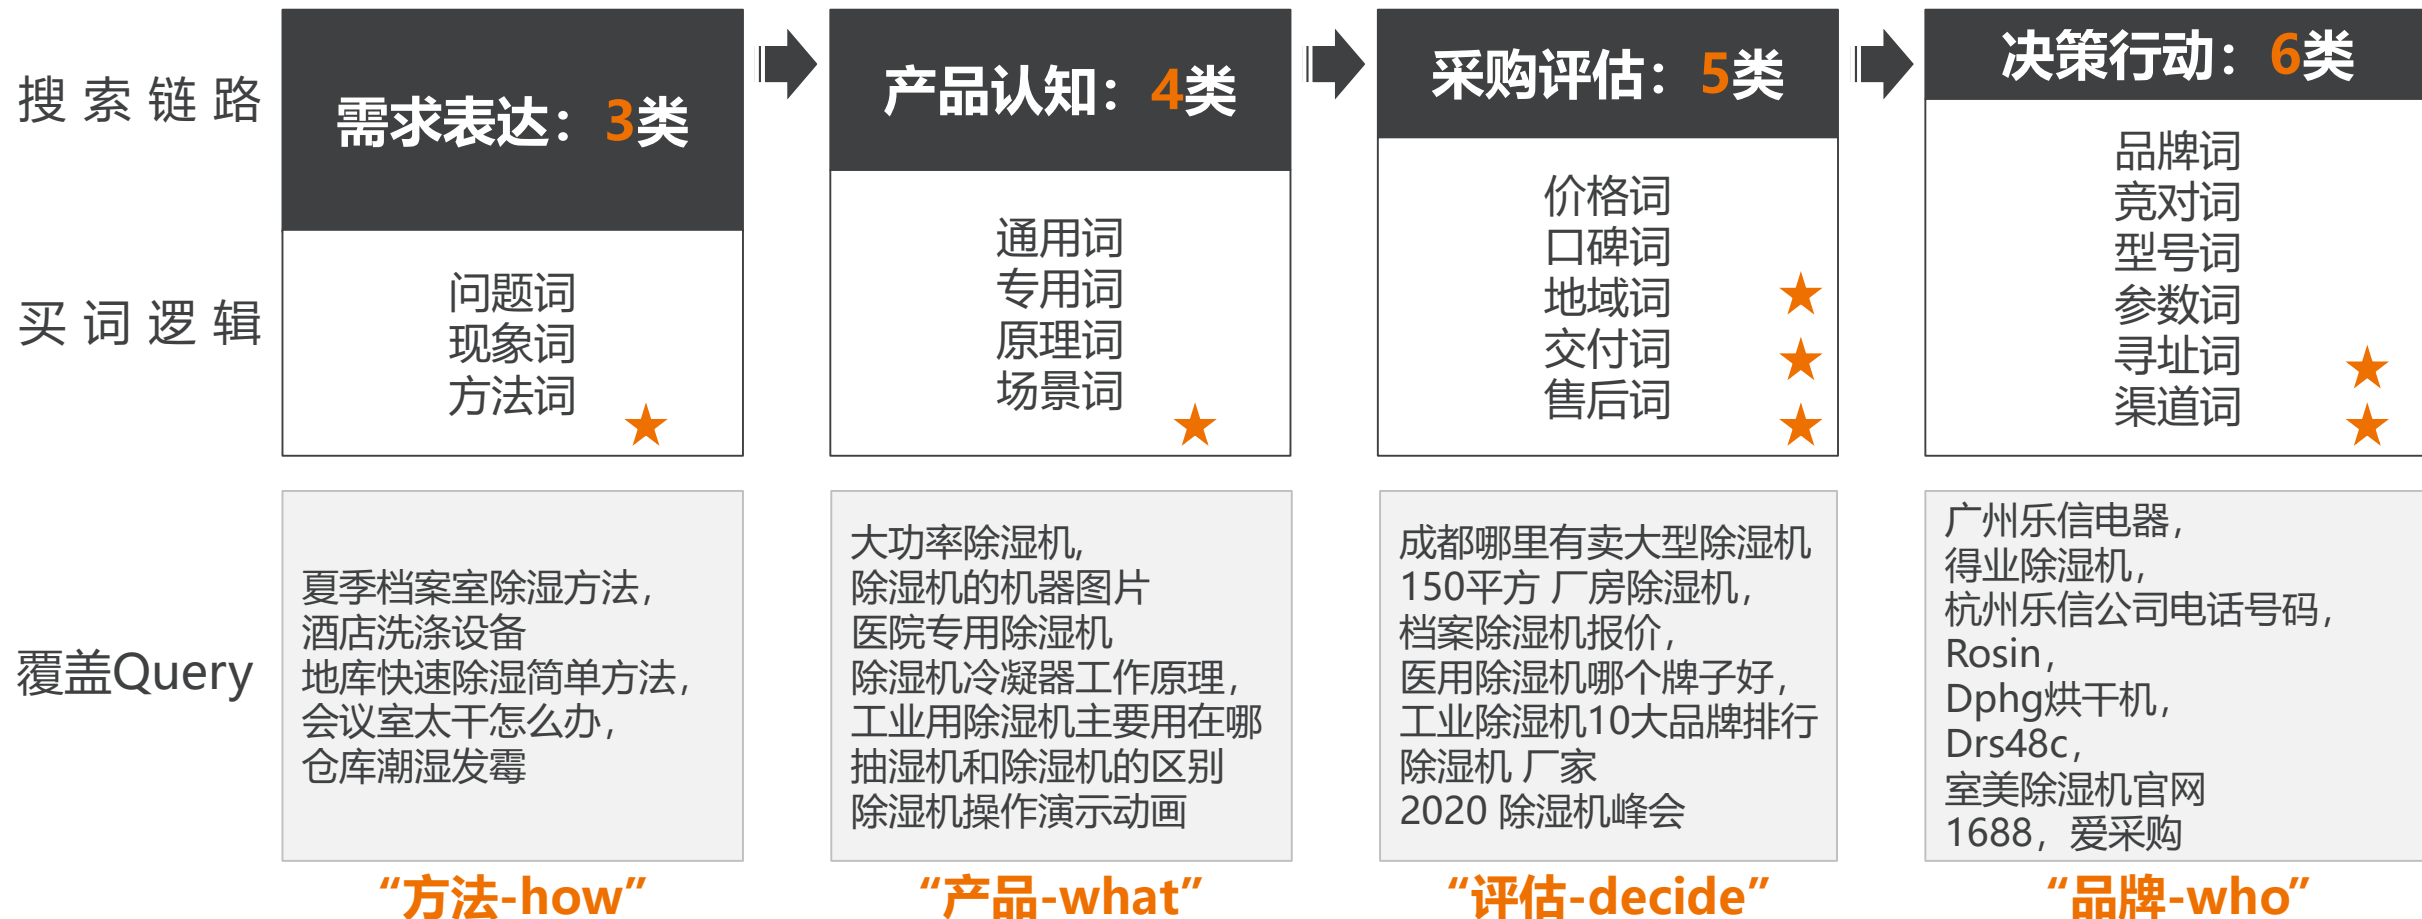 搜索链路
需求表达：3类
产品认知：4类
采购评估：5类
决策行动：6类
买词逻辑
问题词
现象词
方法词
通用词
专用词
原理词
场景词
价格词
口碑词
地域词
交付词
售后词
品牌词
竞对词
型号词
参数词
寻址词
渠道词
覆盖Query
夏季档案室除湿方法，
酒店洗涤设备
地库快速除湿简单方法，
会议室太干怎么办，
仓库潮湿发霉
大功率除湿机,
除湿机的机器图片
医院专用除湿机
除湿机冷凝器工作原理，
工业用除湿机主要用在哪
抽湿机和除湿机的区别
除湿机操作演示动画
成都哪里有卖大型除湿机
150平方 厂房除湿机，
档案除湿机报价，
医用除湿机哪个牌子好，
工业除湿机10大品牌排行
除湿机 厂家
2020 除湿机峰会
广州乐信电器，
得业除湿机，
杭州乐信公司电话号码，
Rosin，
Dphg烘干机，
Drs48c，
室美除湿机官网
1688，爱采购
“方法-how”
“产品-what”
“评估-decide”
“品牌-who”